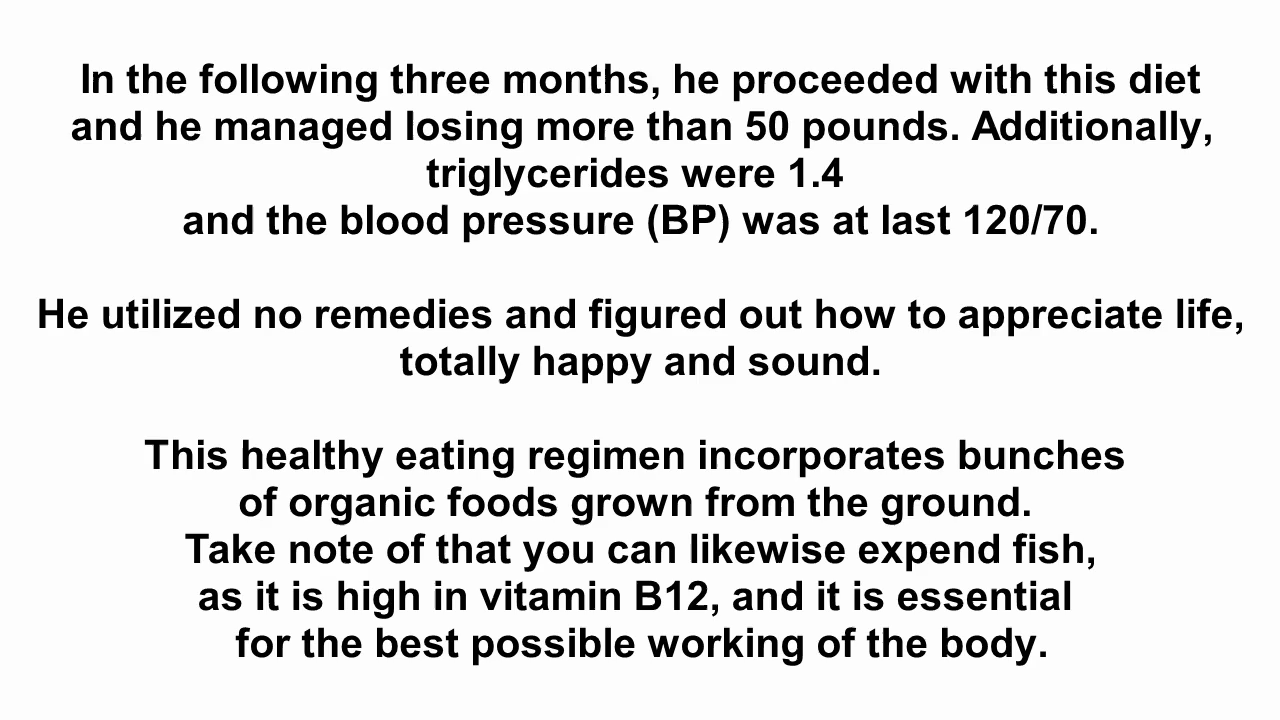 In the following three months, he proceeded with this diet
and he managed losing more than 50 pounds. Additionally,
triglycerides were 1.4
and the blood pressure (BP) was at last 120/70.
He utilized no remedies and figured out how to appreciate life,
totally happy and sound.
This healthy eating regimen incorporates bunches
of organic foods grown from the ground.
Take note of that you can likewise expend fish,
as it is high in vitamin B12, and it is essential
for the best possible working of the body.